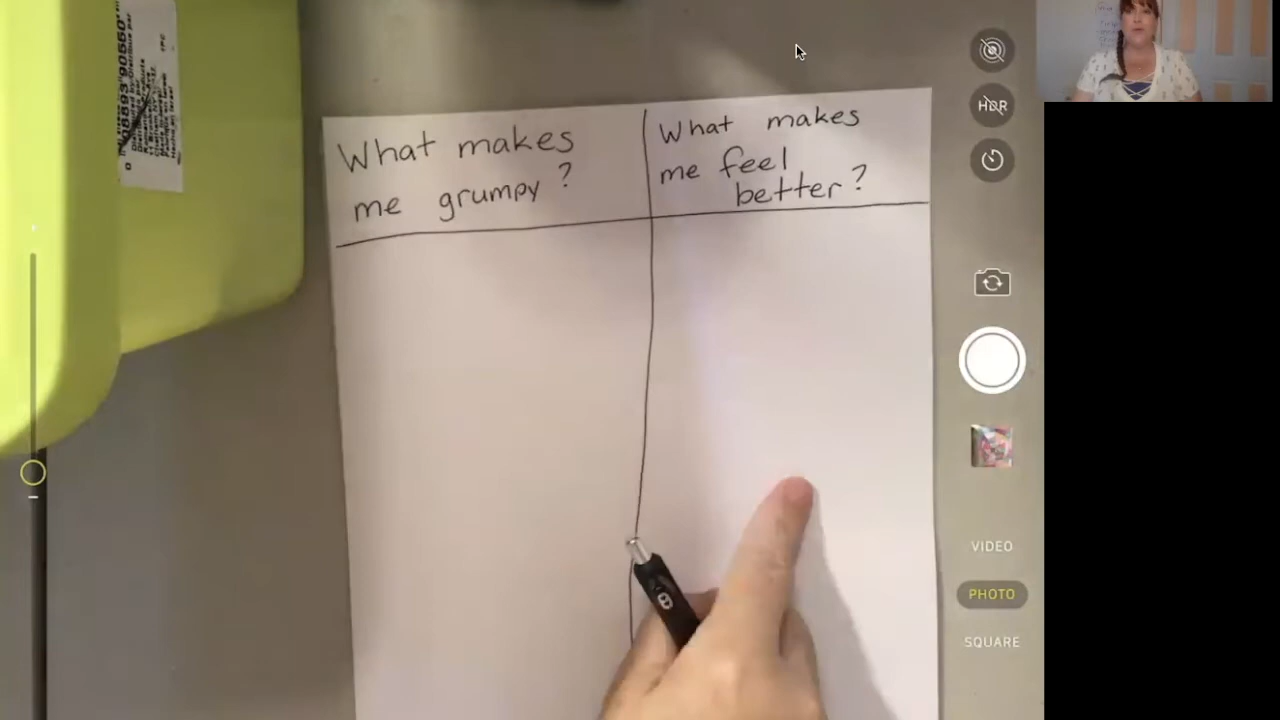 What makes
me grumpy?
What makes
me feel
better?
HDR
VIDEO
PHOTO
SQUARE